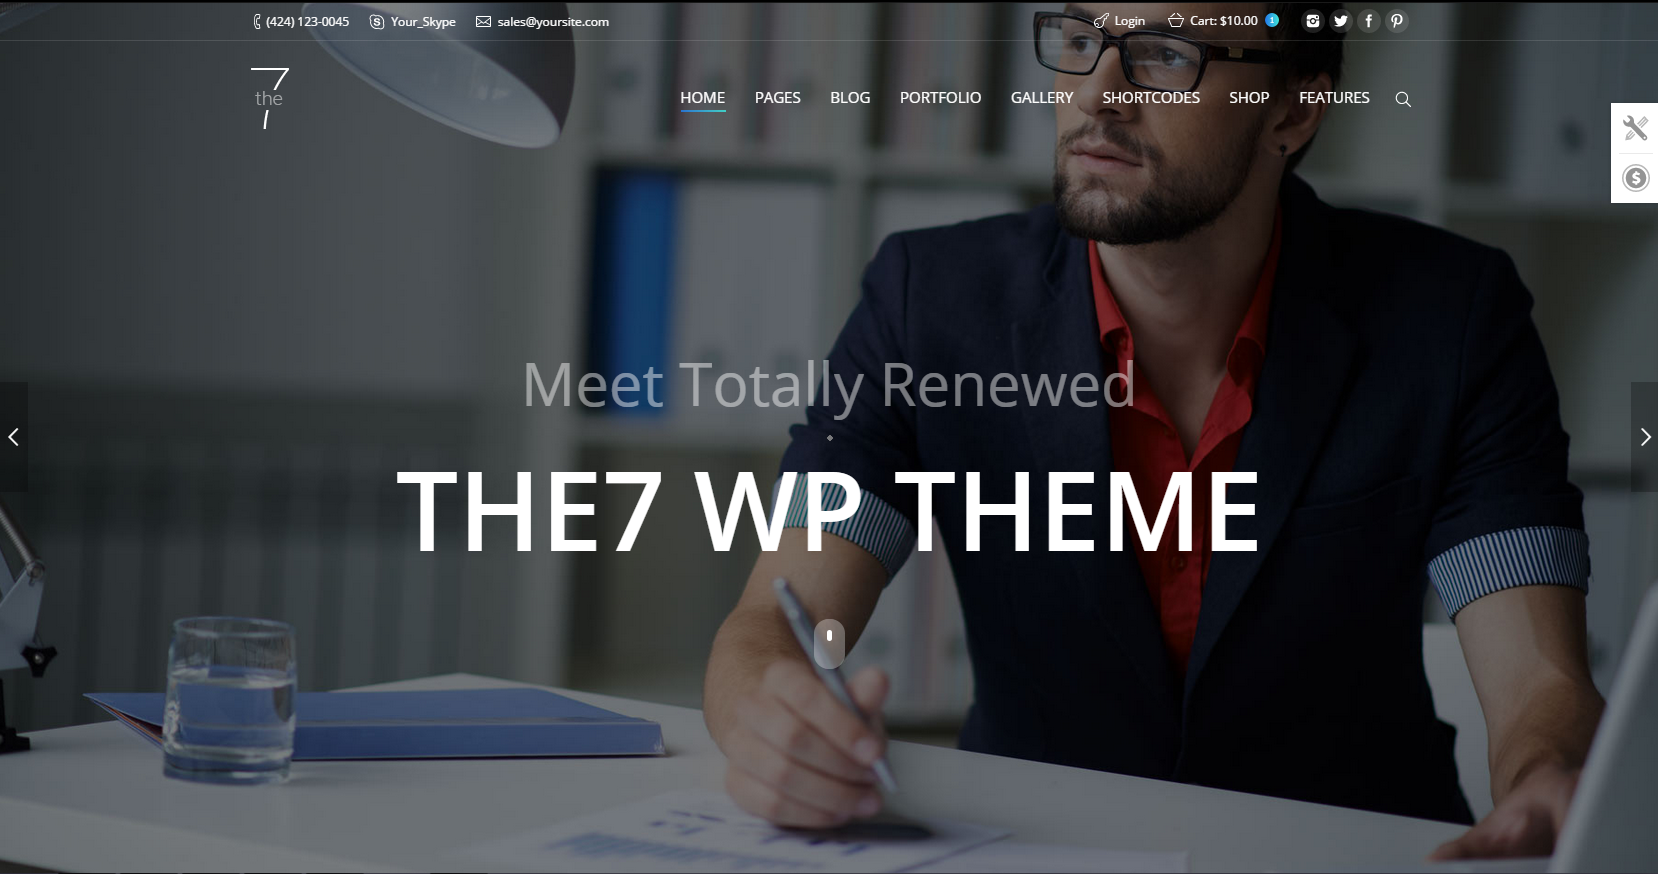 (424) 123-0045 Your_Skype sales@yoursite.com Login Cart: $10.00 1
7
the
HOME PAGES BLOG PORTFOLIO GALLERY SHORTCODES SHOP FEATURES
Meet Totally Renewed
THE7 WP THEME